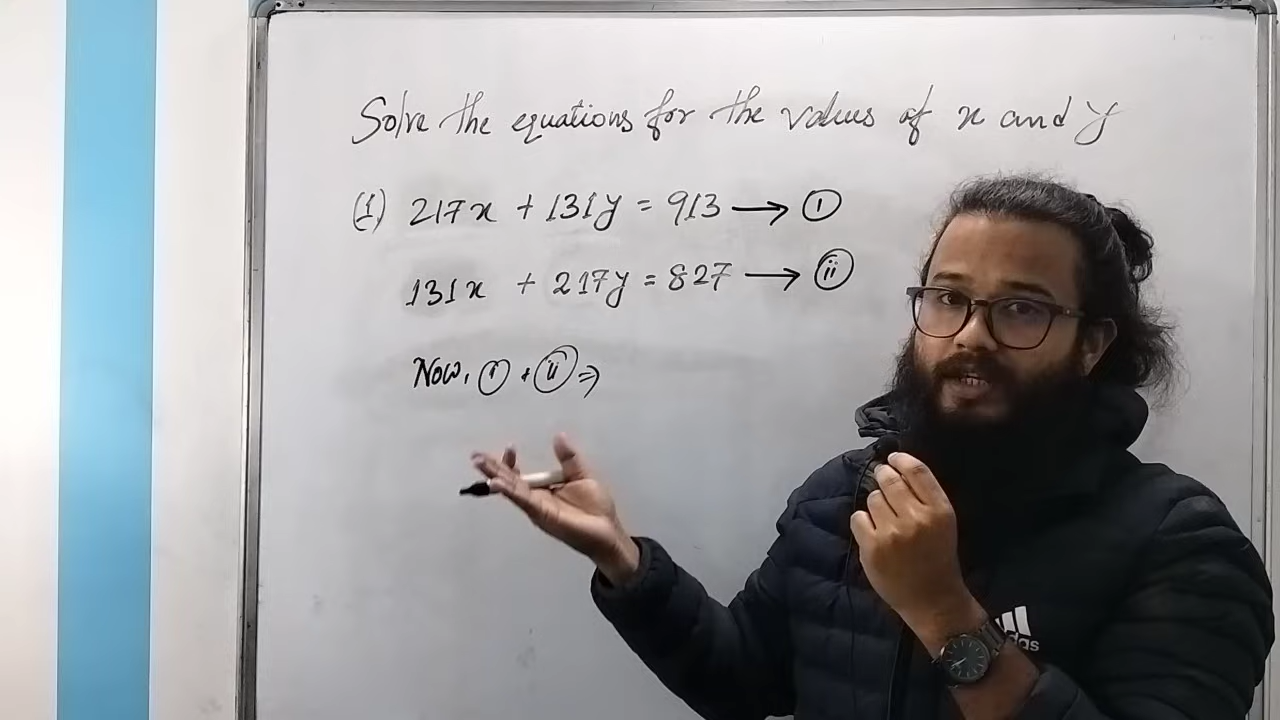 Solve the equations for the values of x and y
(1) 217x + 131y = 913 → (i)
131x + 217y = 827 → (ii)
Now, (i) + (ii) ⇒
adidas